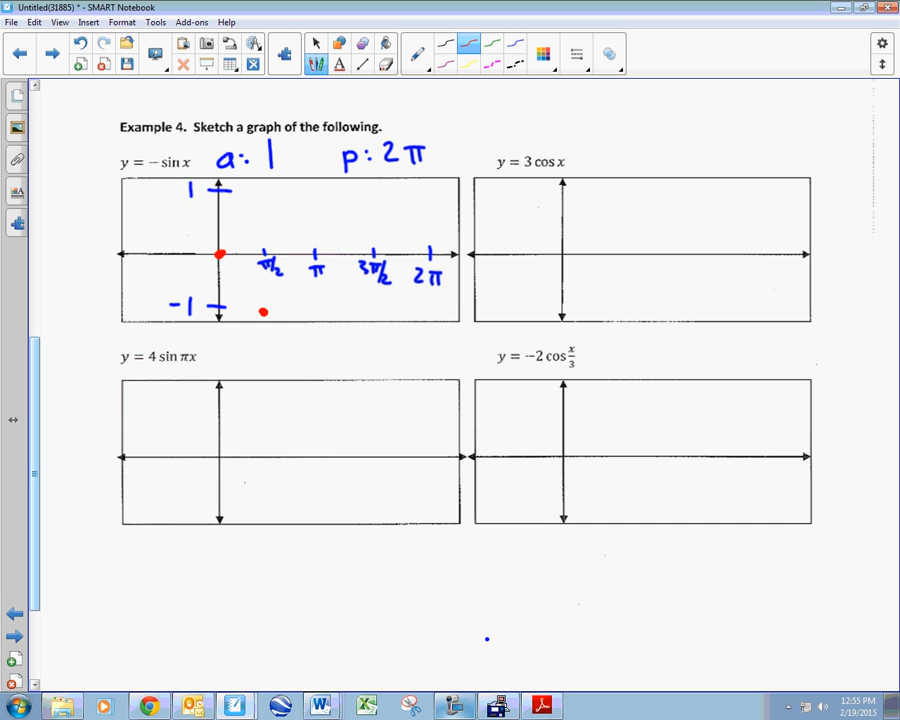 Untitled(31885) * - SMART Notebook
File Edit View Insert Format Tools Add-ons Help
Example 4. Sketch a graph of the following.
y = − sin x a: 1 p: 2π
y = 3 cos x
1
π/2 π 3π/2 2π
-1
y = 4 sin πx
y = −2 cos x/3
12:55 PM
2/19/2015